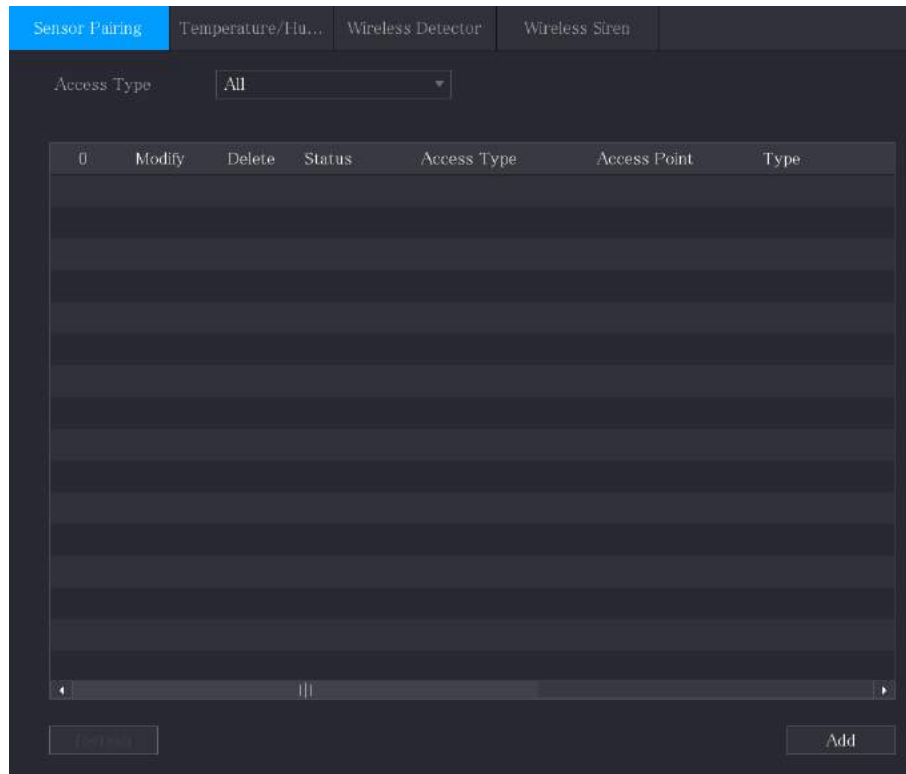 Sensor Pairing Temperature/Hu... Wireless Detector Wireless Siren
Access Type All
0 Modify Delete Status Access Type Access Point Type
Add